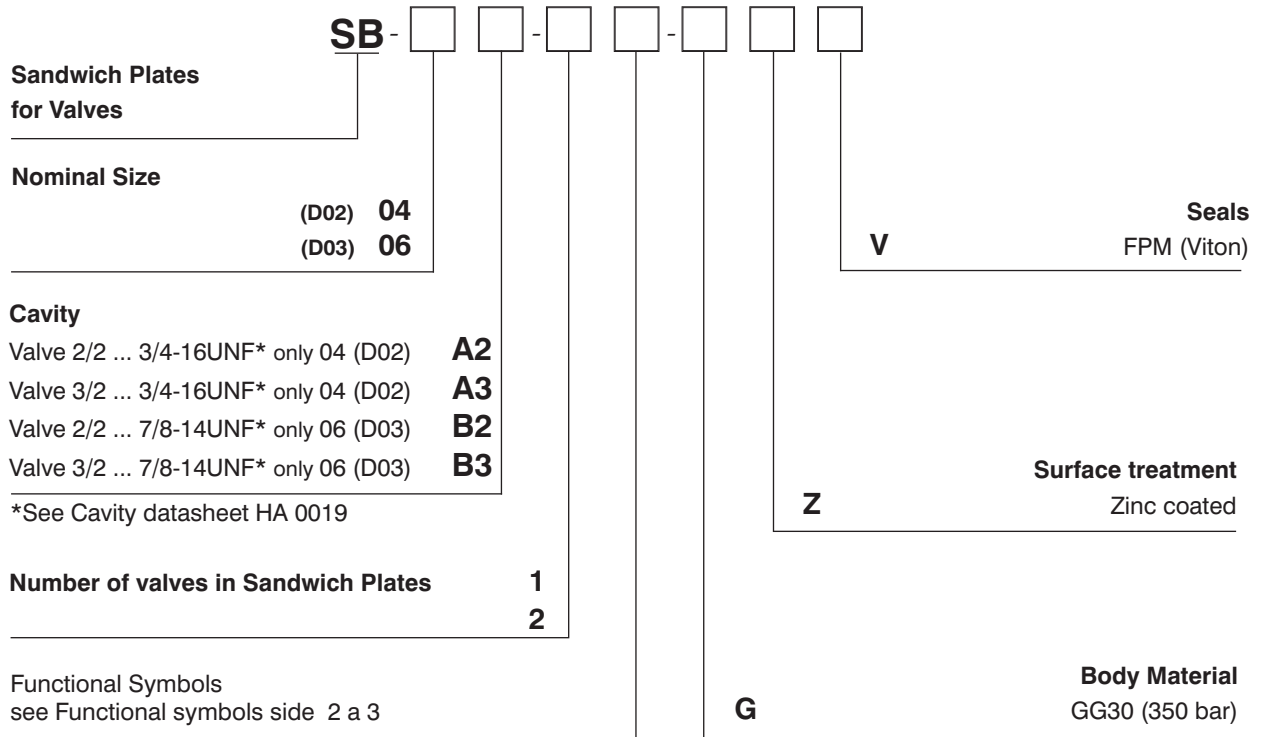 SB- - -
Sandwich Plates
for Valves
Nominal Size
(D02) 04
(D03) 06
Seals
V FPM (Viton)
Cavity
Valve 2/2 ... 3/4-16UNF* only 04 (D02) A2
Valve 3/2 ... 3/4-16UNF* only 04 (D02) A3
Valve 2/2 ... 7/8-14UNF* only 06 (D03) B2
Valve 3/2 ... 7/8-14UNF* only 06 (D03) B3
*See Cavity datasheet HA 0019
Surface treatment
Z Zinc coated
Number of valves in Sandwich Plates 1
2
Functional Symbols
see Functional symbols side 2 a 3
Body Material
G GG30 (350 bar)